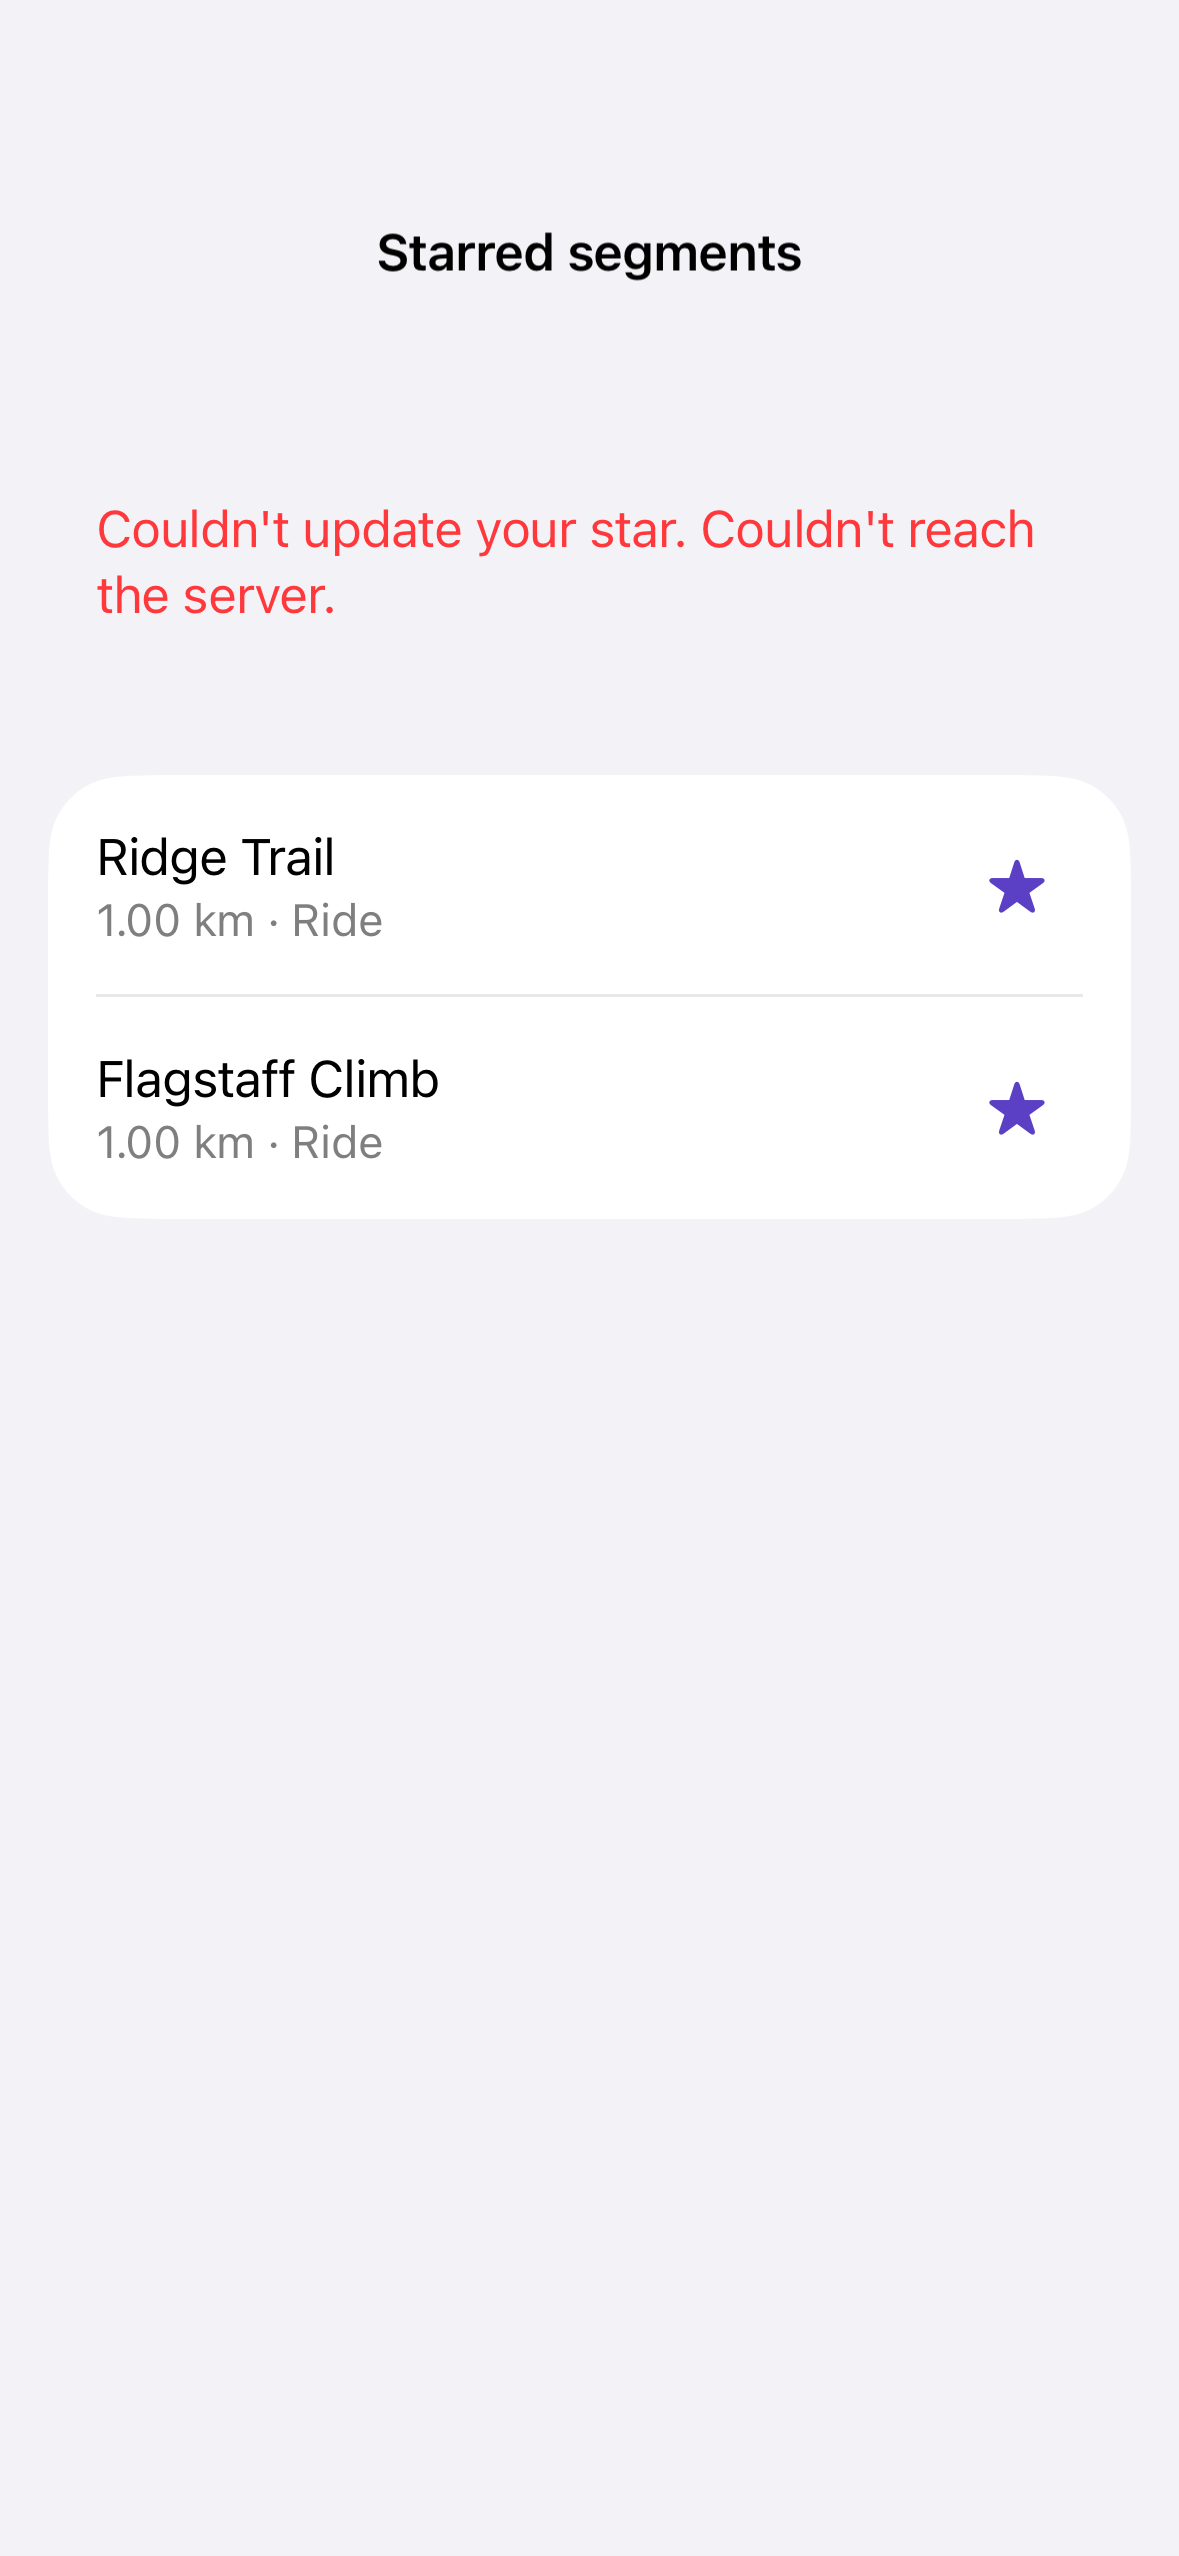 Starred segments
Couldn't update your star. Couldn't reach
the server.
Ridge Trail
1.00 km · Ride
Flagstaff Climb
1.00 km · Ride